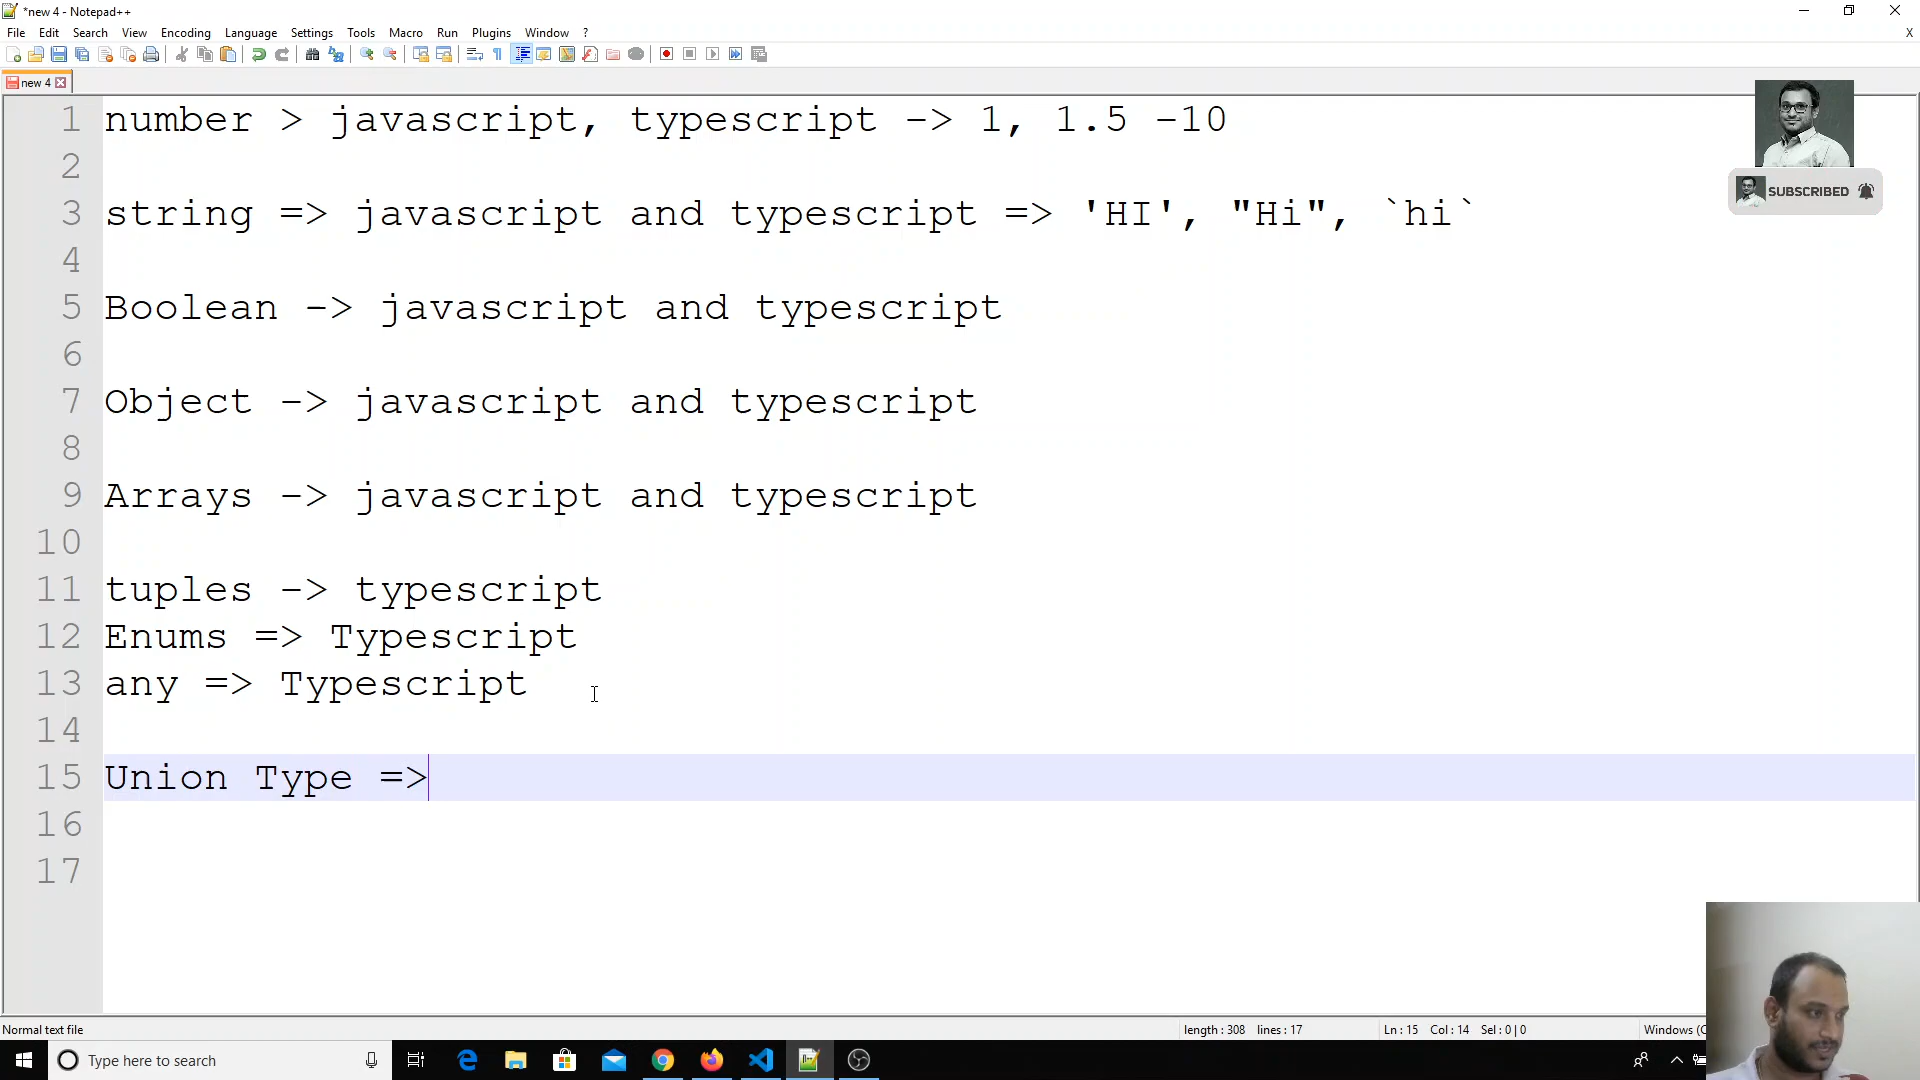 *new 4 - Notepad++
File Edit Search View Encoding Language Settings Tools Macro Run Plugins Window ?
X
new 4
1 number > javascript, typescript -> 1, 1.5 -10
2
3 string => javascript and typescript => 'HI', "Hi", `hi`
4
5 Boolean -> javascript and typescript
6
7 Object -> javascript and typescript
8
9 Arrays -> javascript and typescript
10
11 tuples -> typescript
12 Enums => Typescript
13 any => Typescript
14
15 Union Type =>
16
17
SUBSCRIBED
Normal text file length : 308 lines : 17 Ln : 15 Col : 14 Sel : 0 | 0 Windows (
Type here to search